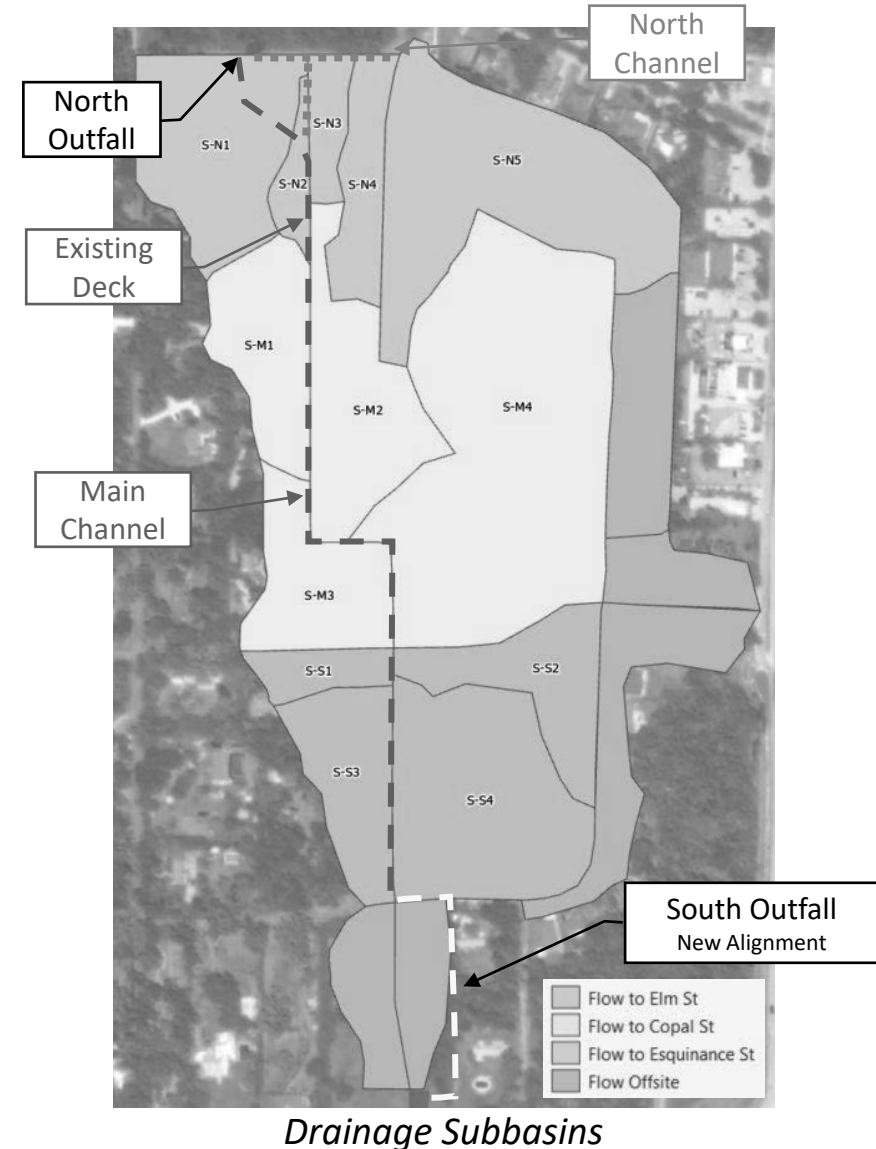 North
Channel
North
Outfall
S-N1
S-N2
S-N3
S-N4
S-N5
Existing
Deck
S-M1
S-M2
S-M4
Main
Channel
S-M3
S-S1
S-S2
S-S3
S-S4
South Outfall
New Alignment
Flow to Elm St
Flow to Copal St
Flow to Esquinance St
Flow Offsite
Drainage Subbasins